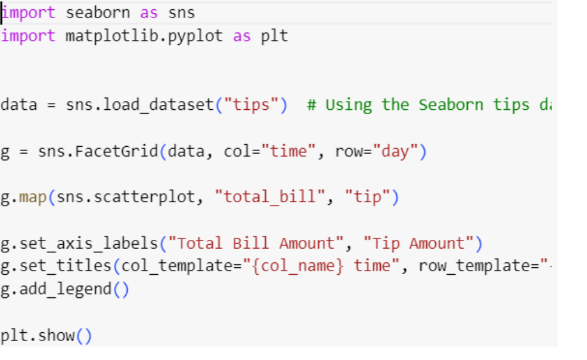 import seaborn as sns
import matplotlib.pyplot as plt
data = sns.load_dataset("tips")  # Using the Seaborn tips
g = sns.FacetGrid(data, col="time", row="day")
g.map(sns.scatterplot, "total_bill", "tip")
g.set_axis_labels("Total Bill Amount", "Tip Amount")
g.set_titles(col_template="{col_name} time", row_template="
g.add_legend()
plt.show()